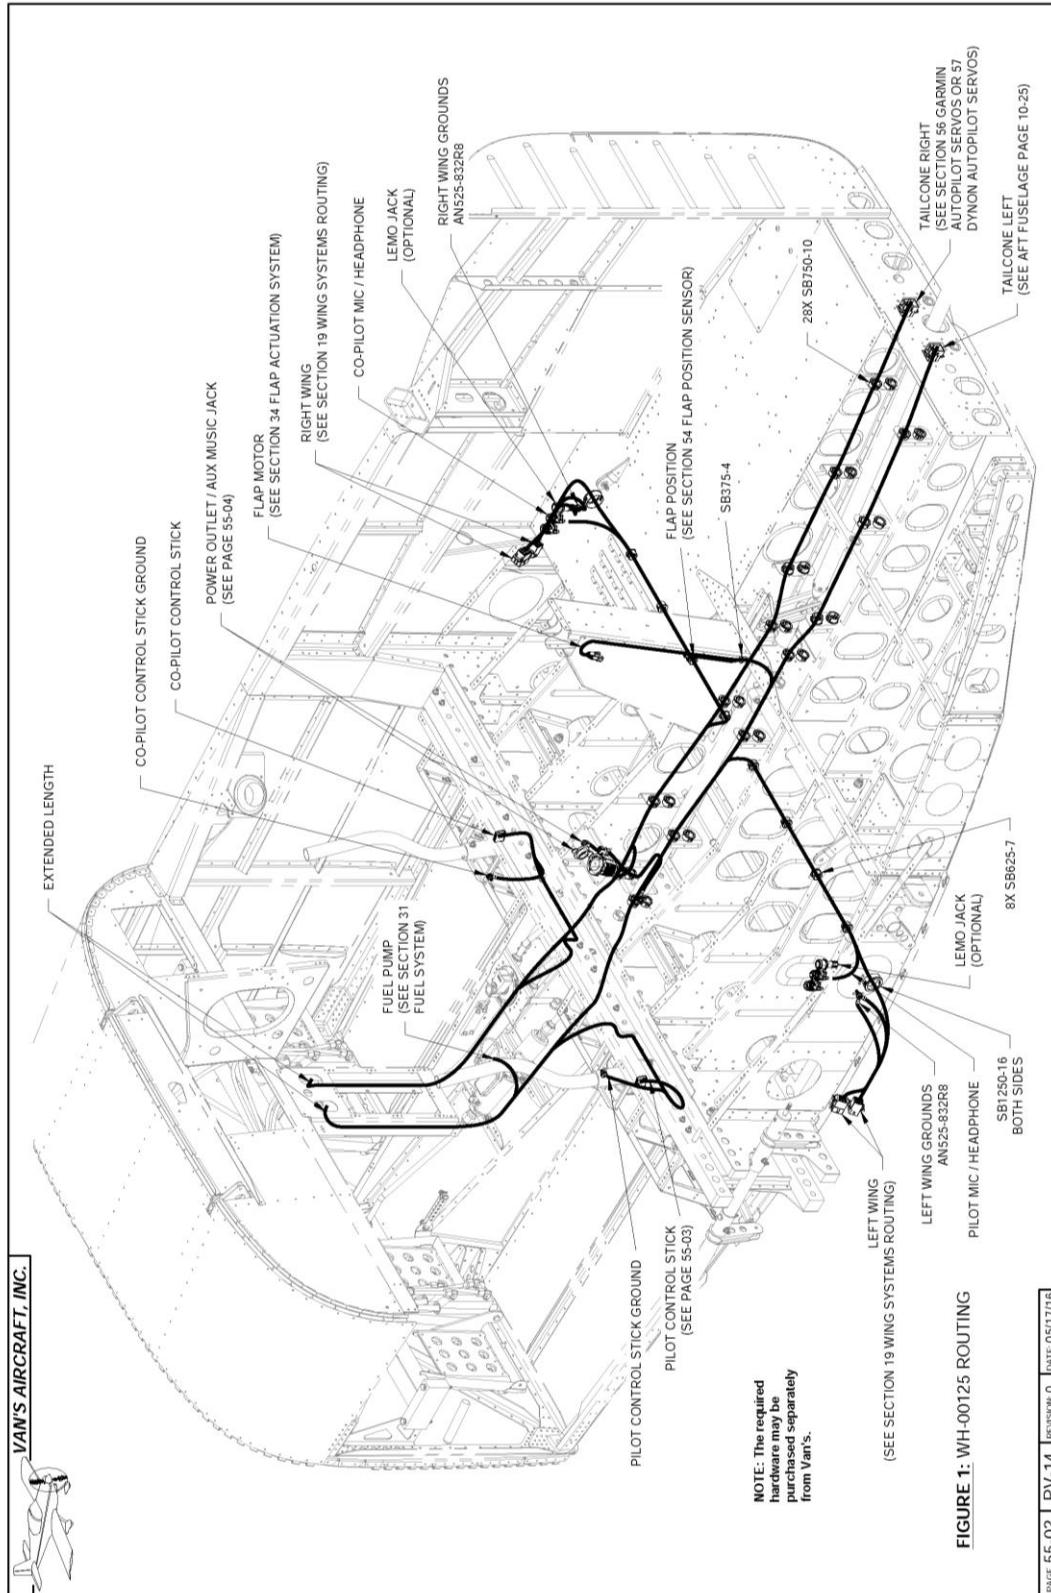 VAN'S AIRCRAFT, INC.
EXTENDED LENGTH
CO-PILOT CONTROL STICK GROUND
CO-PILOT CONTROL STICK
POWER OUTLET / AUX MUSIC JACK
(SEE PAGE 55-04)
FLAP MOTOR
(SEE SECTION 34 FLAP ACTUATION SYSTEM)
RIGHT WING
(SEE SECTION 19 WING SYSTEMS ROUTING)
CO-PILOT MIC / HEADPHONE
LEMO JACK
(OPTIONAL)
RIGHT WING GROUNDS
AN525-832R8
FUEL PUMP
(SEE SECTION 31
FUEL SYSTEM)
FLAP POSITION
(SEE SECTION 54 FLAP POSITION SENSOR)
SB375-4
28X SB750-10
TAILCONE RIGHT
(SEE SECTION 56 GARMIN
AUTOPILOT SERVOS OR 57
DYNON AUTOPILOT SERVOS)
TAILCONE LEFT
(SEE AFT FUSELAGE PAGE 10-25)
PILOT CONTROL STICK GROUND
PILOT CONTROL STICK
(SEE PAGE 55-03)
LEFT WING
(SEE SECTION 19 WING SYSTEMS ROUTING)
LEFT WING GROUNDS
AN525-832R8
PILOT MIC / HEADPHONE
SB1250-16
BOTH SIDES
LEMO JACK
(OPTIONAL)
8X SB625-7
NOTE: The required
hardware may be
purchased separately
from Van's.
FIGURE 1: WH-00125 ROUTING
PAGE 55-02 RV-14 REVISION: 0 DATE: 05/17/16